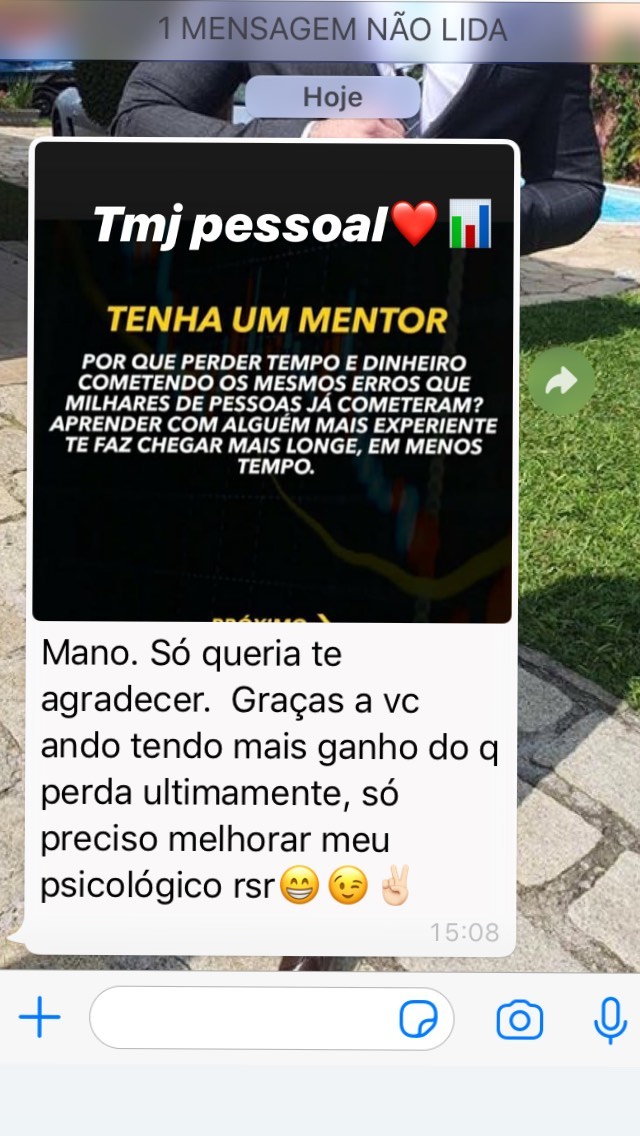 1 MENSAGEM NÃO LIDA
Hoje
Tmj pessoal❤️📊
TENHA UM MENTOR
POR QUE PERDER TEMPO E DINHEIRO
COMETENDO OS MESMOS ERROS QUE
MILHARES DE PESSOAS JÁ COMETERAM?
APRENDER COM ALGUÉM MAIS EXPERIENTE
TE FAZ CHEGAR MAIS LONGE, EM MENOS
TEMPO.
PRÓXIMO
Mano. Só queria te
agradecer.  Graças a vc
ando tendo mais ganho do q
perda ultimamente, só
preciso melhorar meu
psicológico rsr😁😉✌🏻
15:08